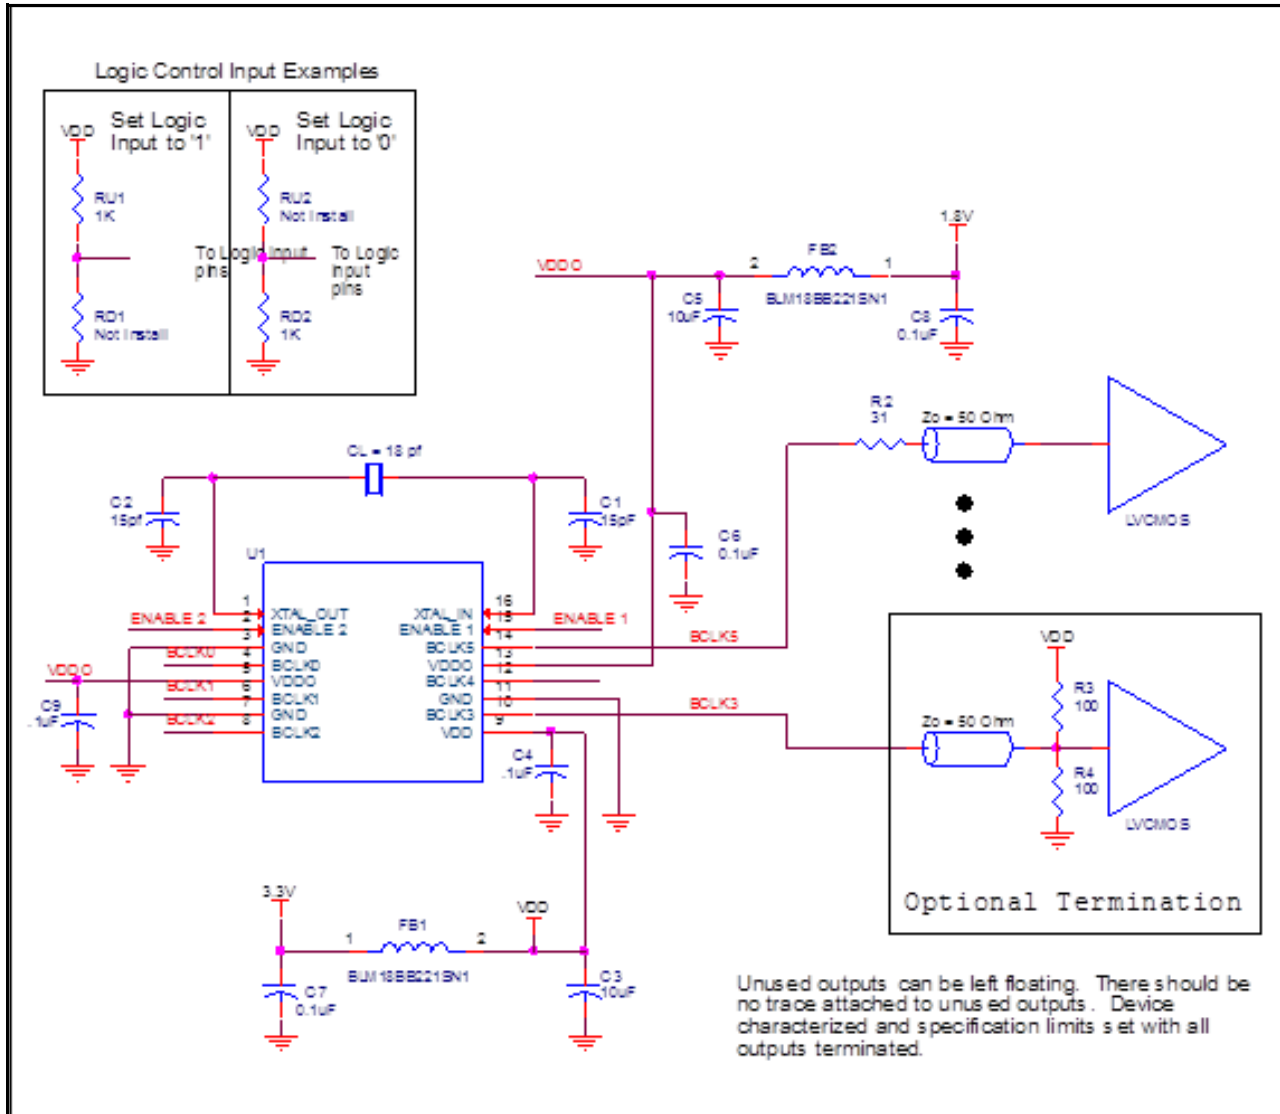 Logic Control Input Examples
Set Logic
Input to '1'
VDD
RU1
1K
To Logic Input
pins
RD1
Not Install
Set Logic
Input to '0'
VDD
RU2
Not Install
To Logic
Input
pins
RD2
1K
1.8V
VDDO
2
FB2
1
BLM18BB221SN1
C5
10uF
C8
0.1uF
R2
31
Zo = 50 Ohm
LVCMOS
CL = 18 pf
C2
15pf
C1
15pF
C6
0.1uF
U1
1
XTAL_OUT
2
ENABLE 2
ENABLE 2
3
GND
4
BCLK0
BCLK0
5
VDDO
VDDO
6
BCLK1
BCLK1
7
GND
8
BCLK2
BCLK2
16
XTAL_IN
15
ENABLE 1
ENABLE 1
14
BCLK5
BCLK5
13
VDDO
12
BCLK4
11
GND
10
BCLK3
BCLK3
9
VDD
C9
.1uF
C4
.1uF
VDD
R3
100
Zo = 50 Ohm
R4
100
LVCMOS
Optional Termination
3.3V
1
FB1
2
VDD
BLM18BB221SN1
C7
0.1uF
C3
10uF
Unused outputs can be left floating. There should be
no trace attached to unused outputs. Device
characterized and specification limits set with all
outputs terminated.